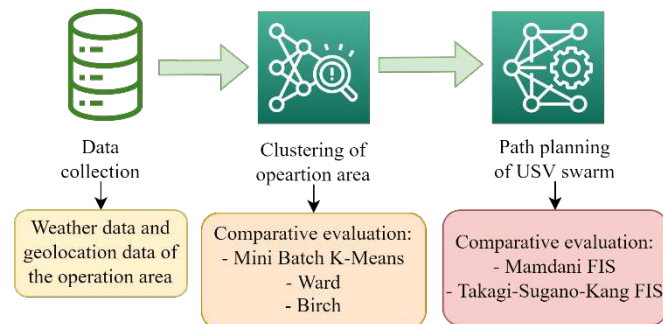 Data
collection
Clustering of
opeartion area
Path planning
of USV swarm
Weather data and
geolocation data of
the operation area
Comparative evaluation:
- Mini Batch K-Means
- Ward
- Birch
Comparative evaluation:
- Mamdani FIS
- Takagi-Sugano-Kang FIS